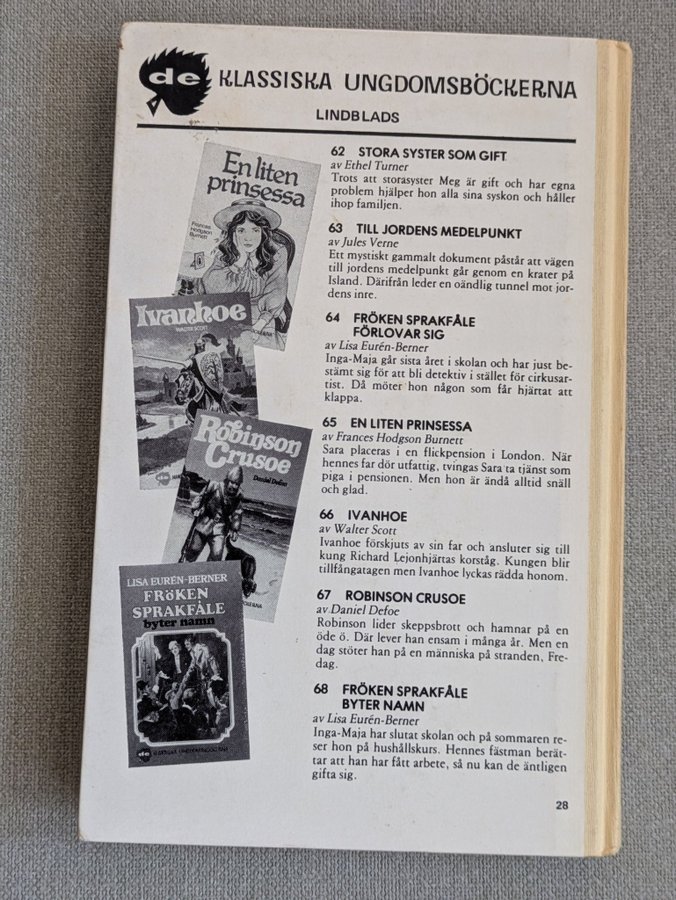 de KLASSISKA UNGDOMSBÖCKERNA
LINDBLADS
62 STORA SYSTER SOM GIFT
av Ethel Turner
Trots att storasyster Meg är gift och har egna
problem hjälper hon alla sina syskon och håller
ihop familjen.
63 TILL JORDENS MEDELPUNKT
av Jules Verne
Ett mystiskt gammalt dokument påstår att vägen
till jordens medelpunkt går genom en krater på
Island. Därifrån leder en oändlig tunnel mot jor-
dens inre.
64 FRÖKEN SPRAKFÅLE
FÖRLOVAR SIG
av Lisa Eurén-Berner
Inga-Maja går sista året i skolan och har just be-
stämt sig för att bli detektiv i stället för cirkusar-
tist. Då möter hon någon som får hjärtat att
klappa.
65 EN LITEN PRINSESSA
av Frances Hodgson Burnett
Sara placeras i en flickpension i London. När
hennes far dör utfattig, tvingas Sara ta tjänst som
piga i pensionen. Men hon är ändå alltid snäll
och glad.
66 IVANHOE
av Walter Scott
Ivanhoe förskjuts av sin far och ansluter sig till
kung Richard Lejonhjärtas korståg. Kungen blir
tillfångatagen men Ivanhoe lyckas rädda honom.
67 ROBINSON CRUSOE
av Daniel Defoe
Robinson lider skeppsbrott och hamnar på en
öde ö. Där lever han ensam i många år. Men en
dag stöter han på en människa på stranden, Fre-
dag.
68 FRÖKEN SPRAKFÅLE
BYTER NAMN
av Lisa Eurén-Berner
Inga-Maja har slutat skolan och på sommaren re-
ser hon på hushållskurs. Hennes fästman berät-
tar att han har fått arbete, så nu kan de äntligen
gifta sig.
28
En liten
prinsessa
Frances
Hodgson
Burnett
Ivanhoe
WALTER SCOTT
Robinson
Crusoe
Daniel Defoe
LISA EURÉN-BERNER
FRÖKEN
SPRAKFÅLE
byter namn
de